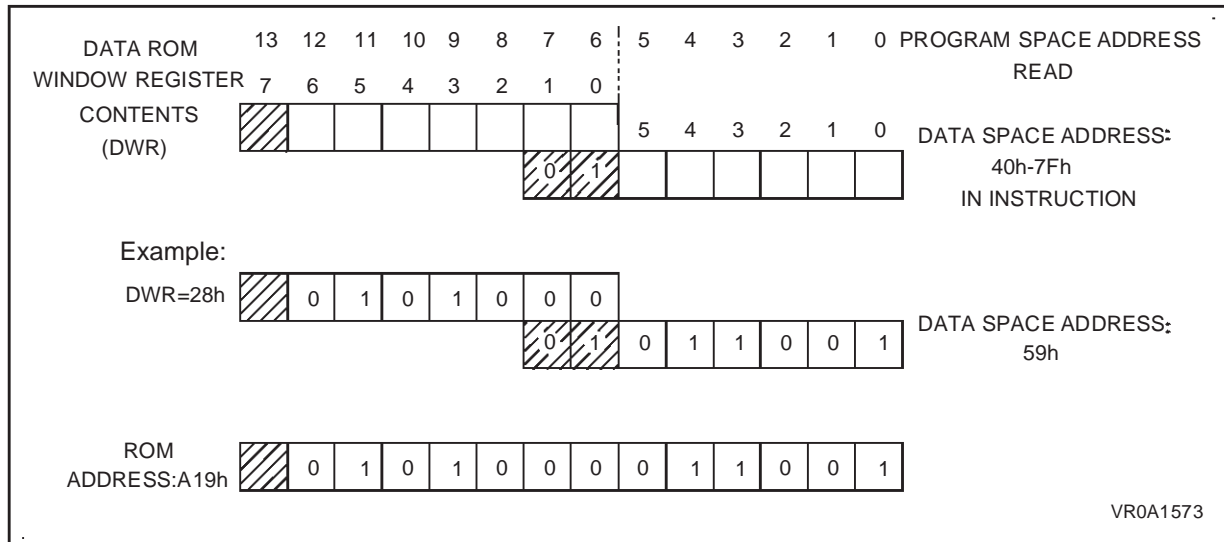 DATA ROM 13 12 11 10 9 8 7 6 5 4 3 2 1 0 PROGRAM SPACE ADDRESS
READ
WINDOW REGISTER 7 6 5 4 3 2 1 0
CONTENTS
(DWR)
5 4 3 2 1 0 DATA SPACE ADDRESS:
40h-7Fh
IN INSTRUCTION
0 1
Example:
DWR=28h 0 1 0 1 0 0 0
0 1 0 1 1 0 0 1 DATA SPACE ADDRESS:
59h
ROM
ADDRESS:A19h 0 1 0 1 0 0 0 0 1 1 0 0 1
VR0A1573